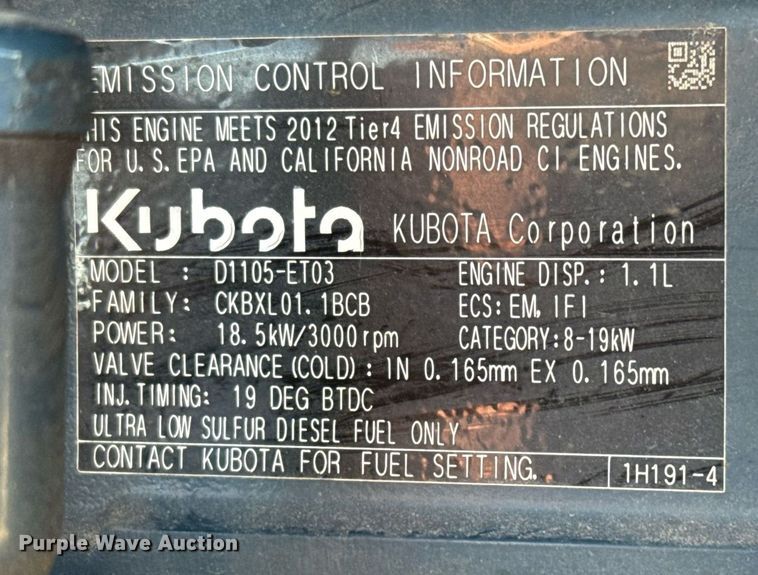 EMISSION CONTROL INFORMATION
THIS ENGINE MEETS 2012 Tier4 EMISSION REGULATIONS
FOR U.S.EPA AND CALIFORNIA NONROAD CI ENGINES.
Kubota KUBOTA Corporation
MODEL : D1105-ET03 ENGINE DISP.: 1.1L
FAMILY: CKBXL01.1BCB ECS:EM, IFI
POWER: 18.5kW/3000rpm CATEGORY:8-19kW
VALVE CLEARANCE(COLD): IN 0.165mm EX 0.165mm
INJ.TIMING: 19 DEG BTDC
ULTRA LOW SULFUR DIESEL FUEL ONLY
CONTACT KUBOTA FOR FUEL SETTING. 1H191-4
Purple Wave Auction